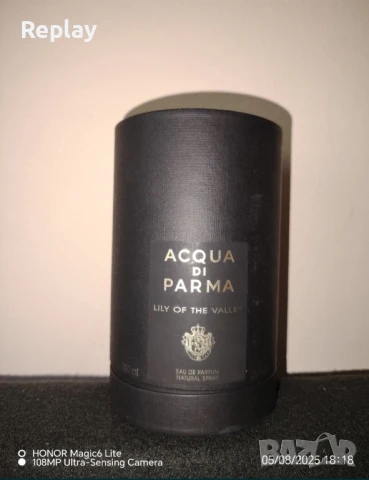 Replay
ACQUA
DI
PARMA
LILY OF THE VALLEY
EAU DE PARFUM
NATURAL SPRAY
HONOR Magic6 Lite
108MP Ultra-Sensing Camera
05/08/2025 18:18